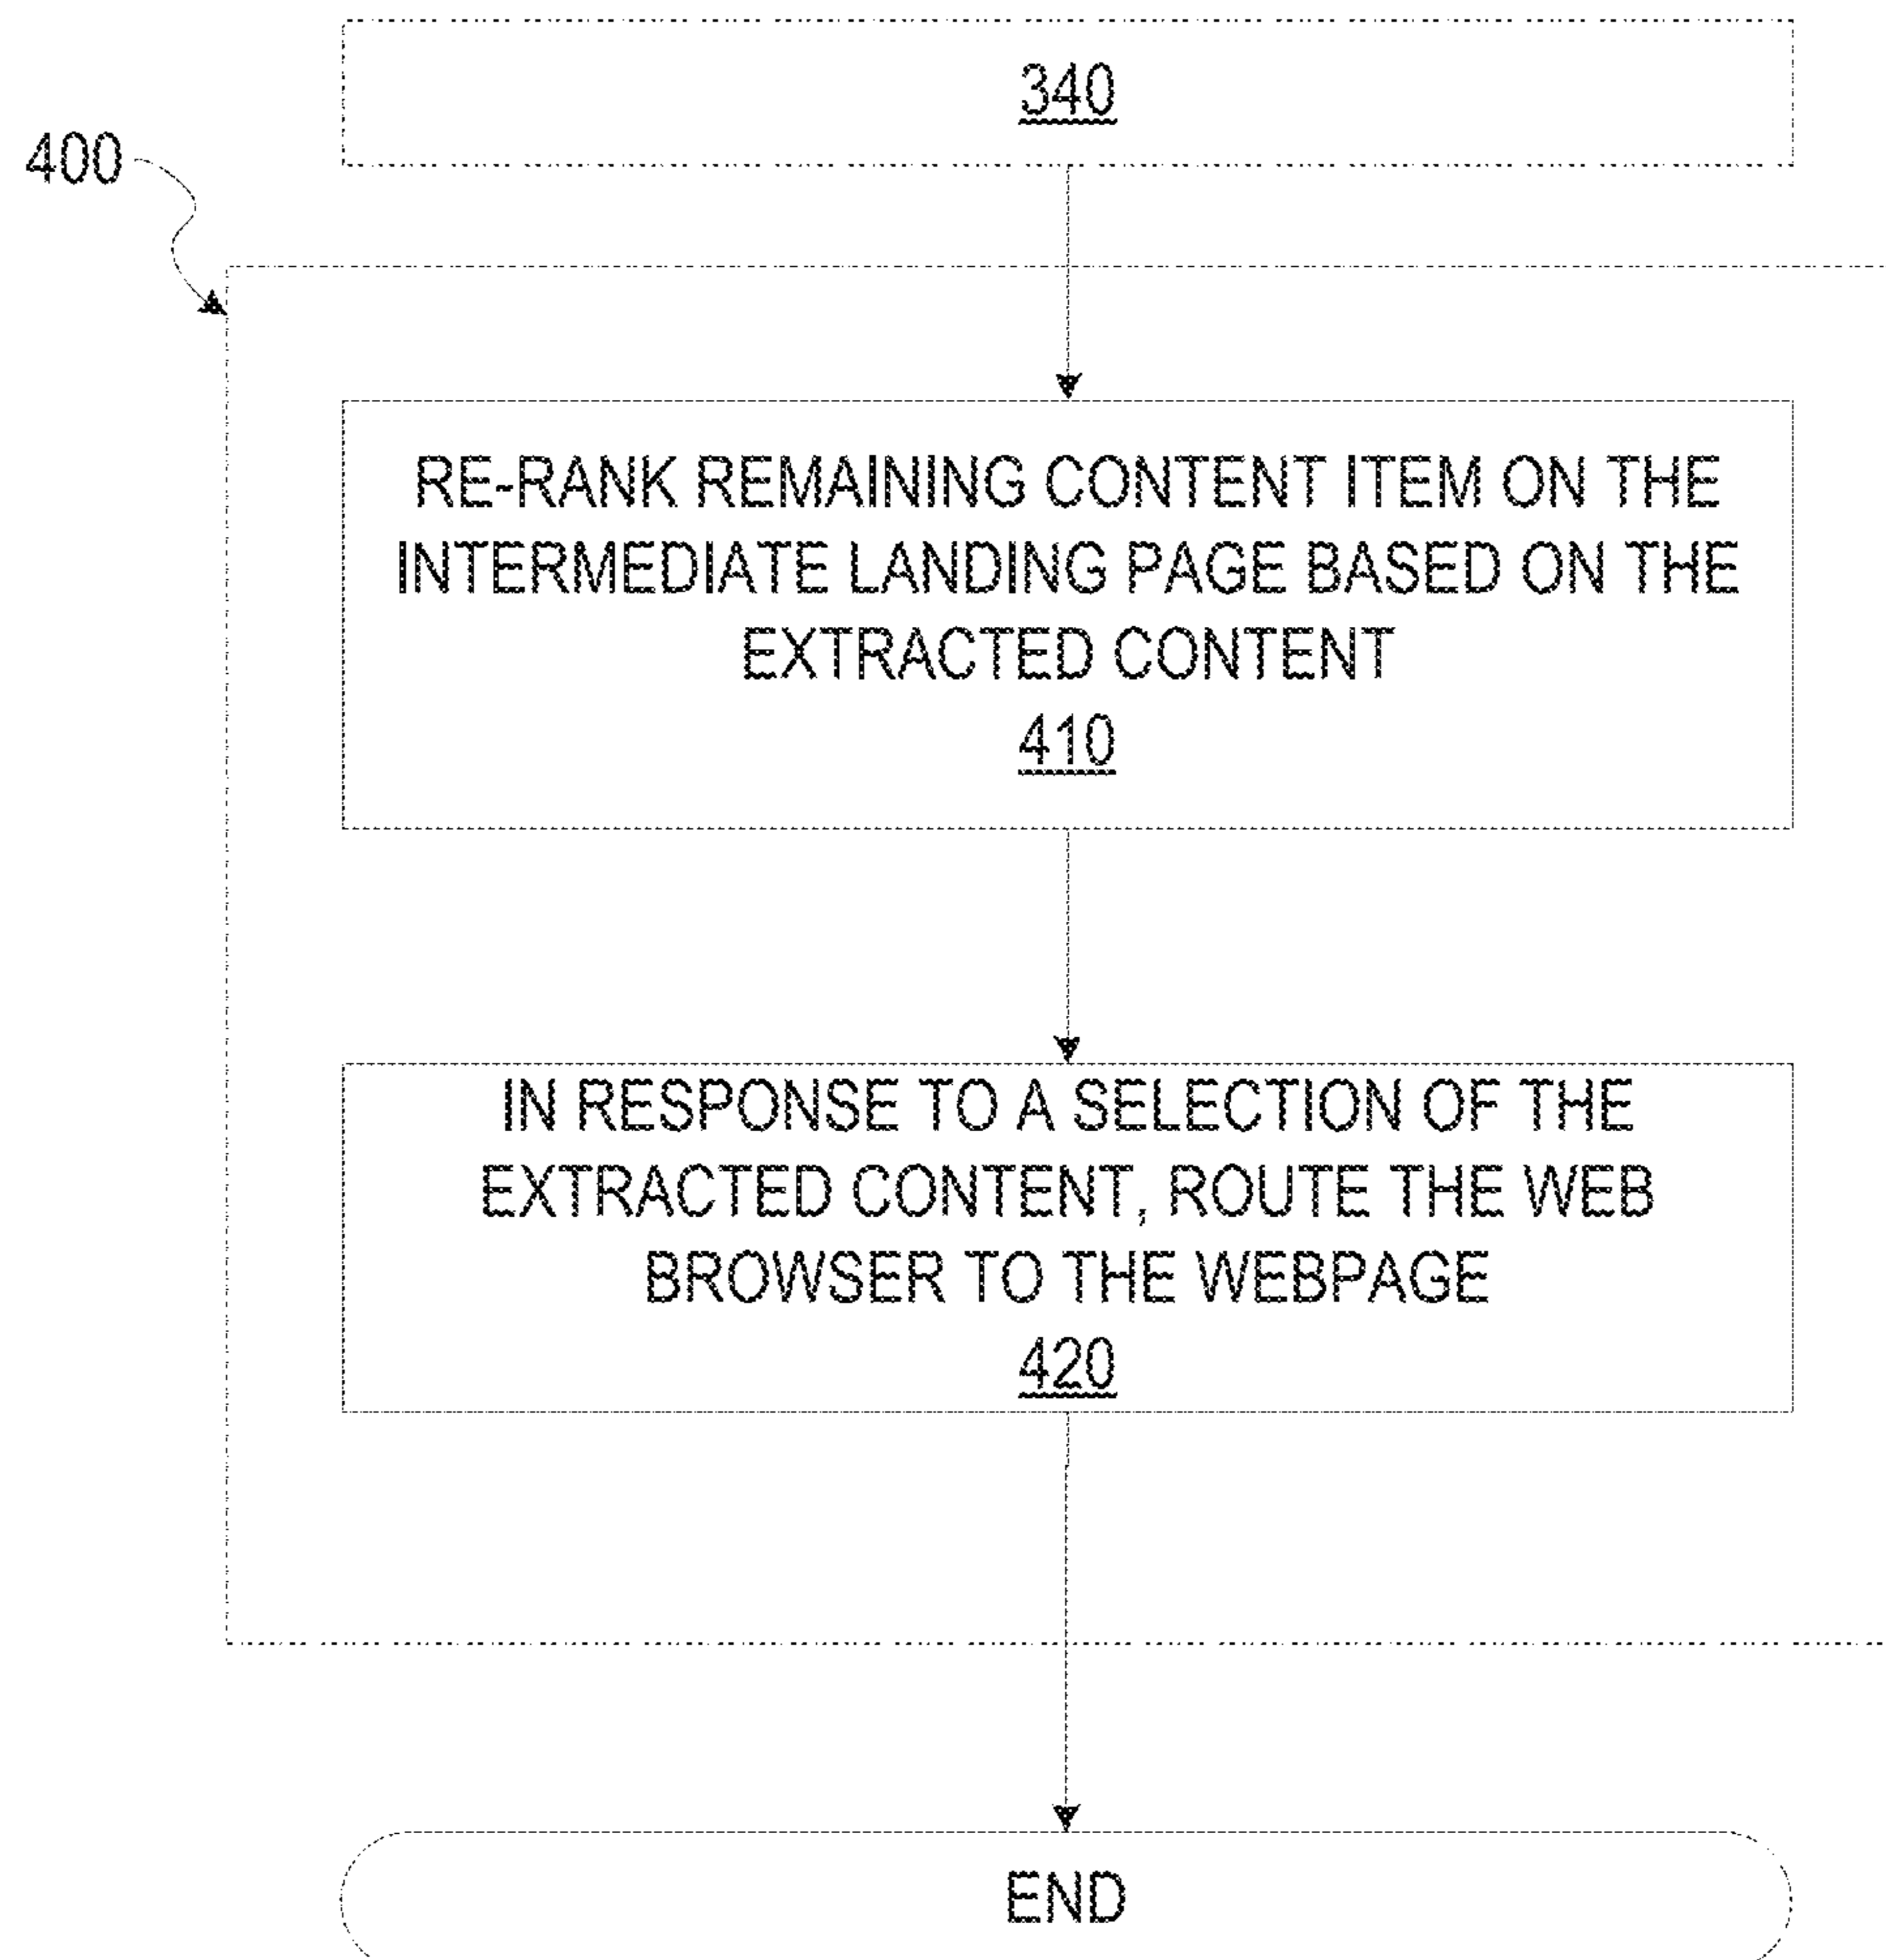 340
400
RE-RANK REMAINING CONTENT ITEM ON THE
INTERMEDIATE LANDING PAGE BASED ON THE
EXTRACTED CONTENT
410
IN RESPONSE TO A SELECTION OF THE
EXTRACTED CONTENT, ROUTE THE WEB
BROWSER TO THE WEBPAGE
420
END